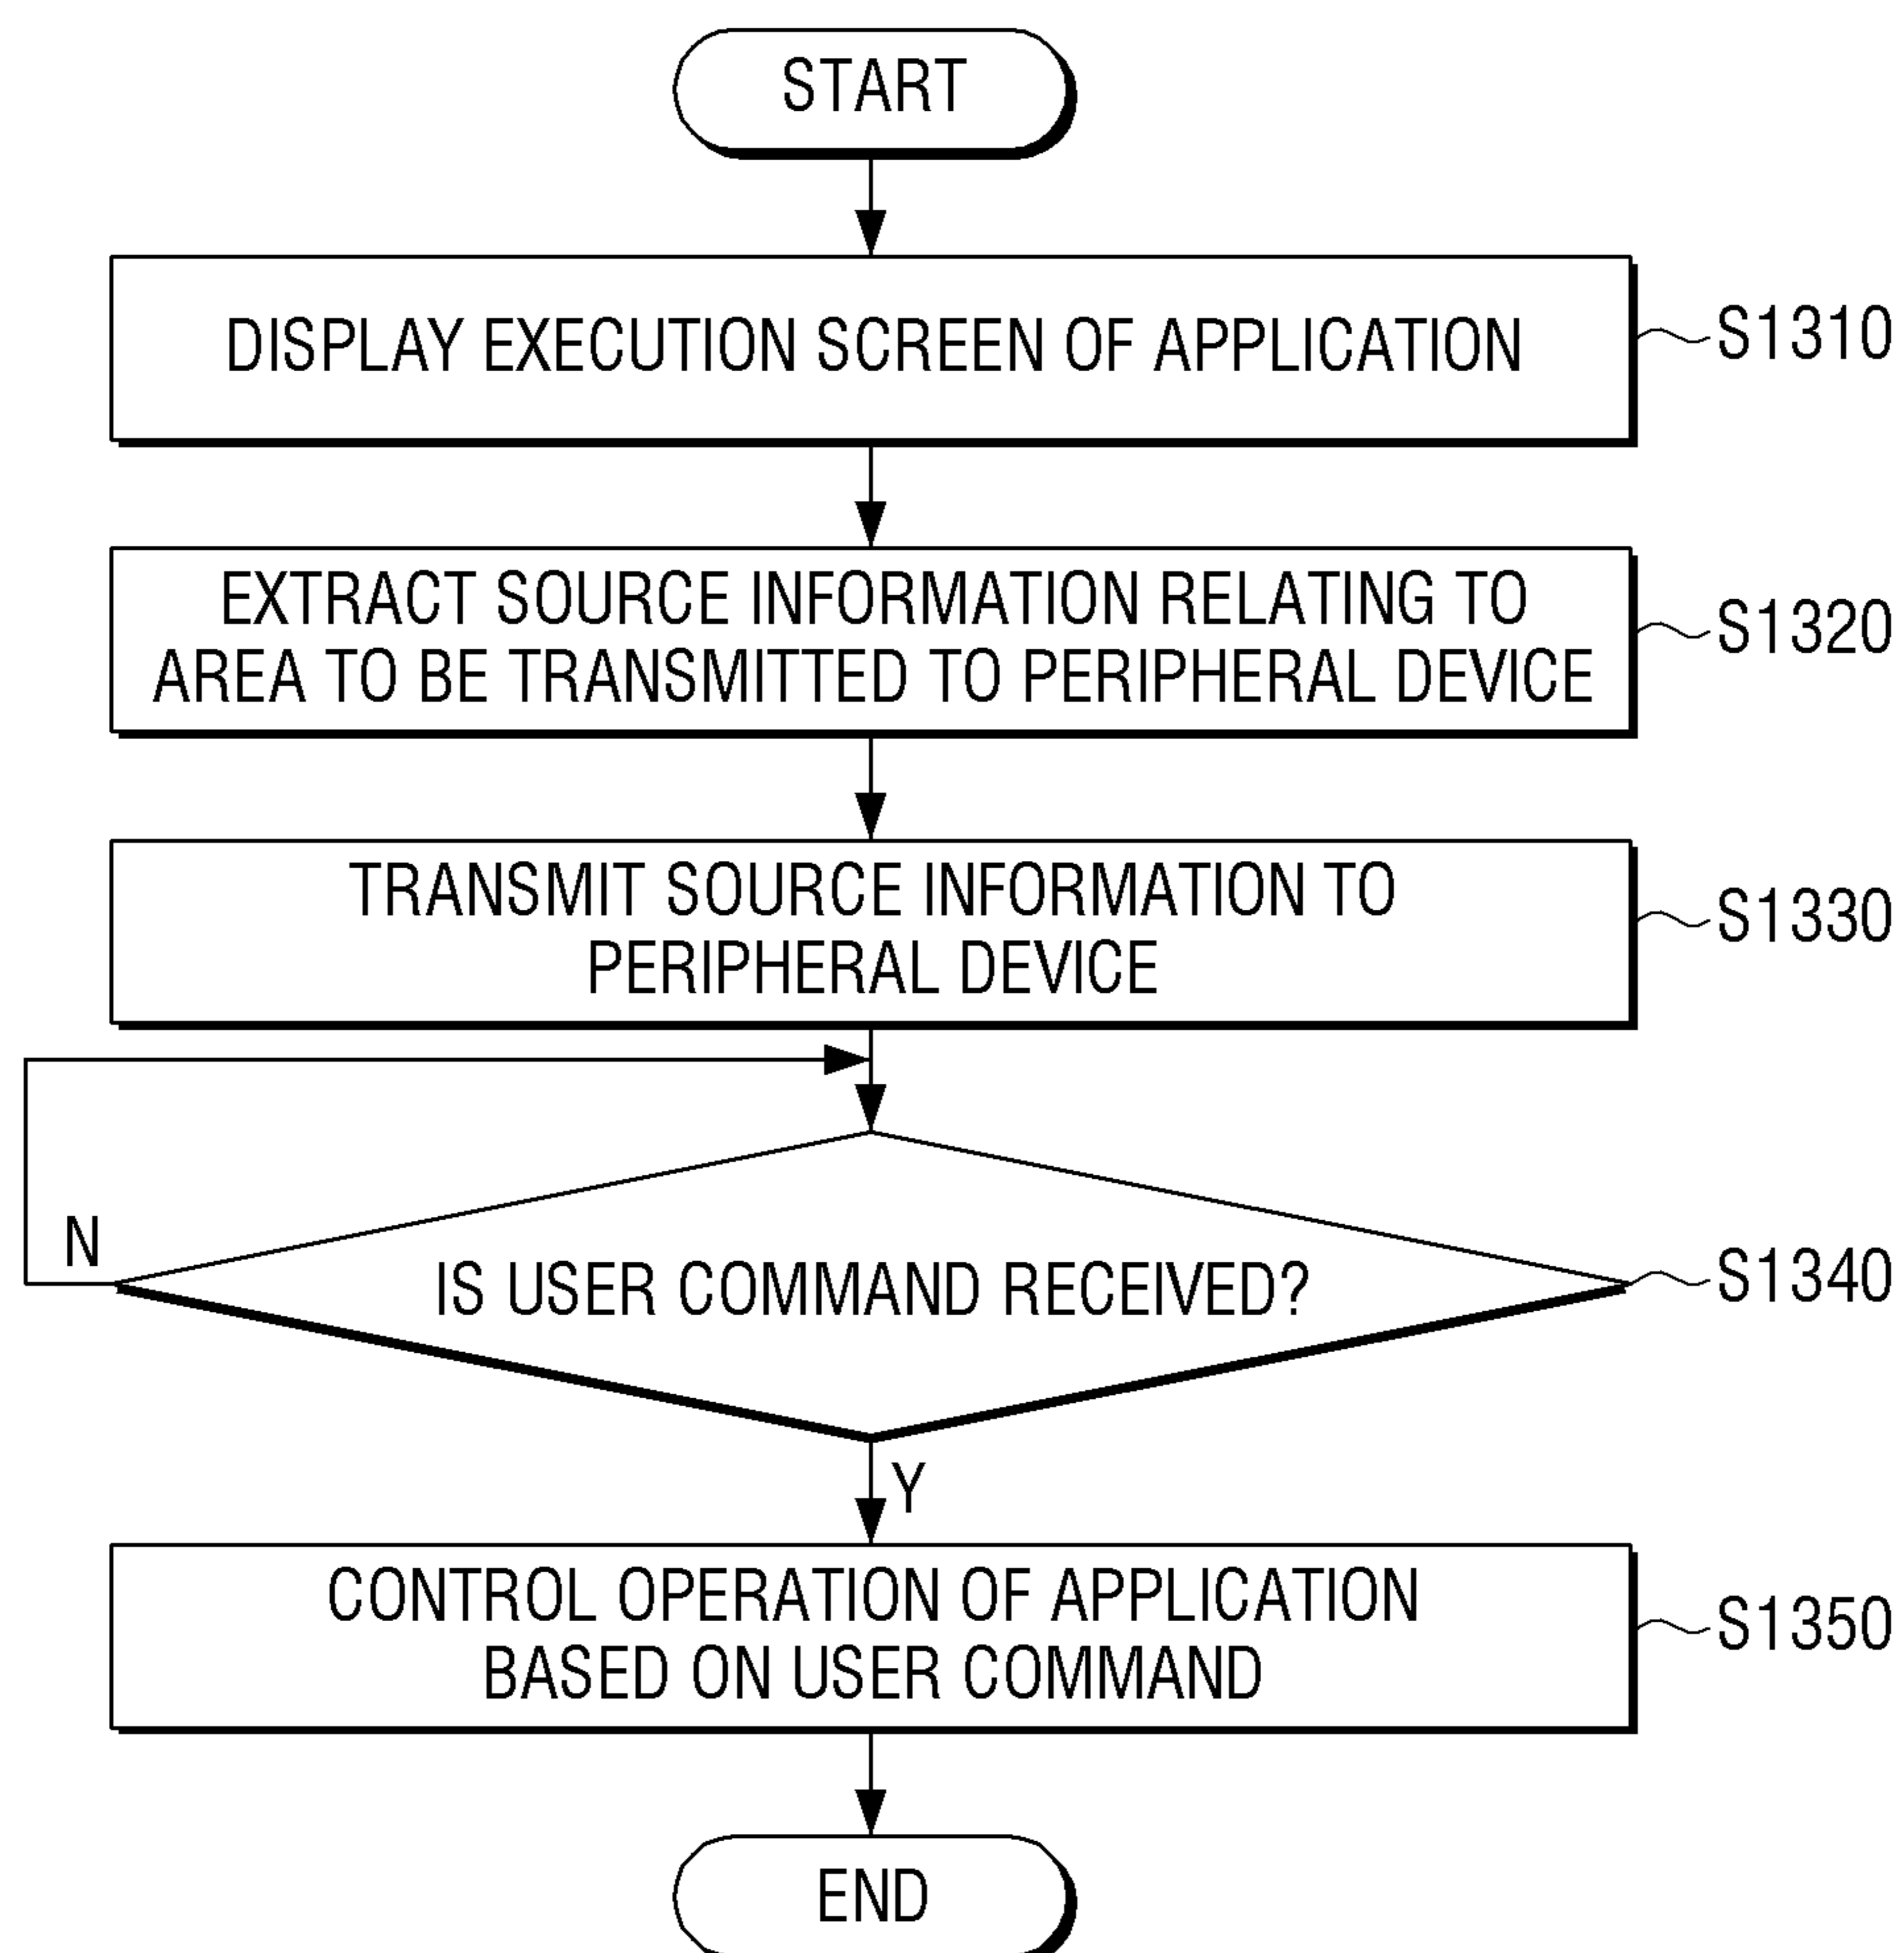 START
DISPLAY EXECUTION SCREEN OF APPLICATION
S1310
EXTRACT SOURCE INFORMATION RELATING TO
AREA TO BE TRANSMITTED TO PERIPHERAL DEVICE
S1320
TRANSMIT SOURCE INFORMATION TO
PERIPHERAL DEVICE
S1330
N
IS USER COMMAND RECEIVED?
S1340
Y
CONTROL OPERATION OF APPLICATION
BASED ON USER COMMAND
S1350
END